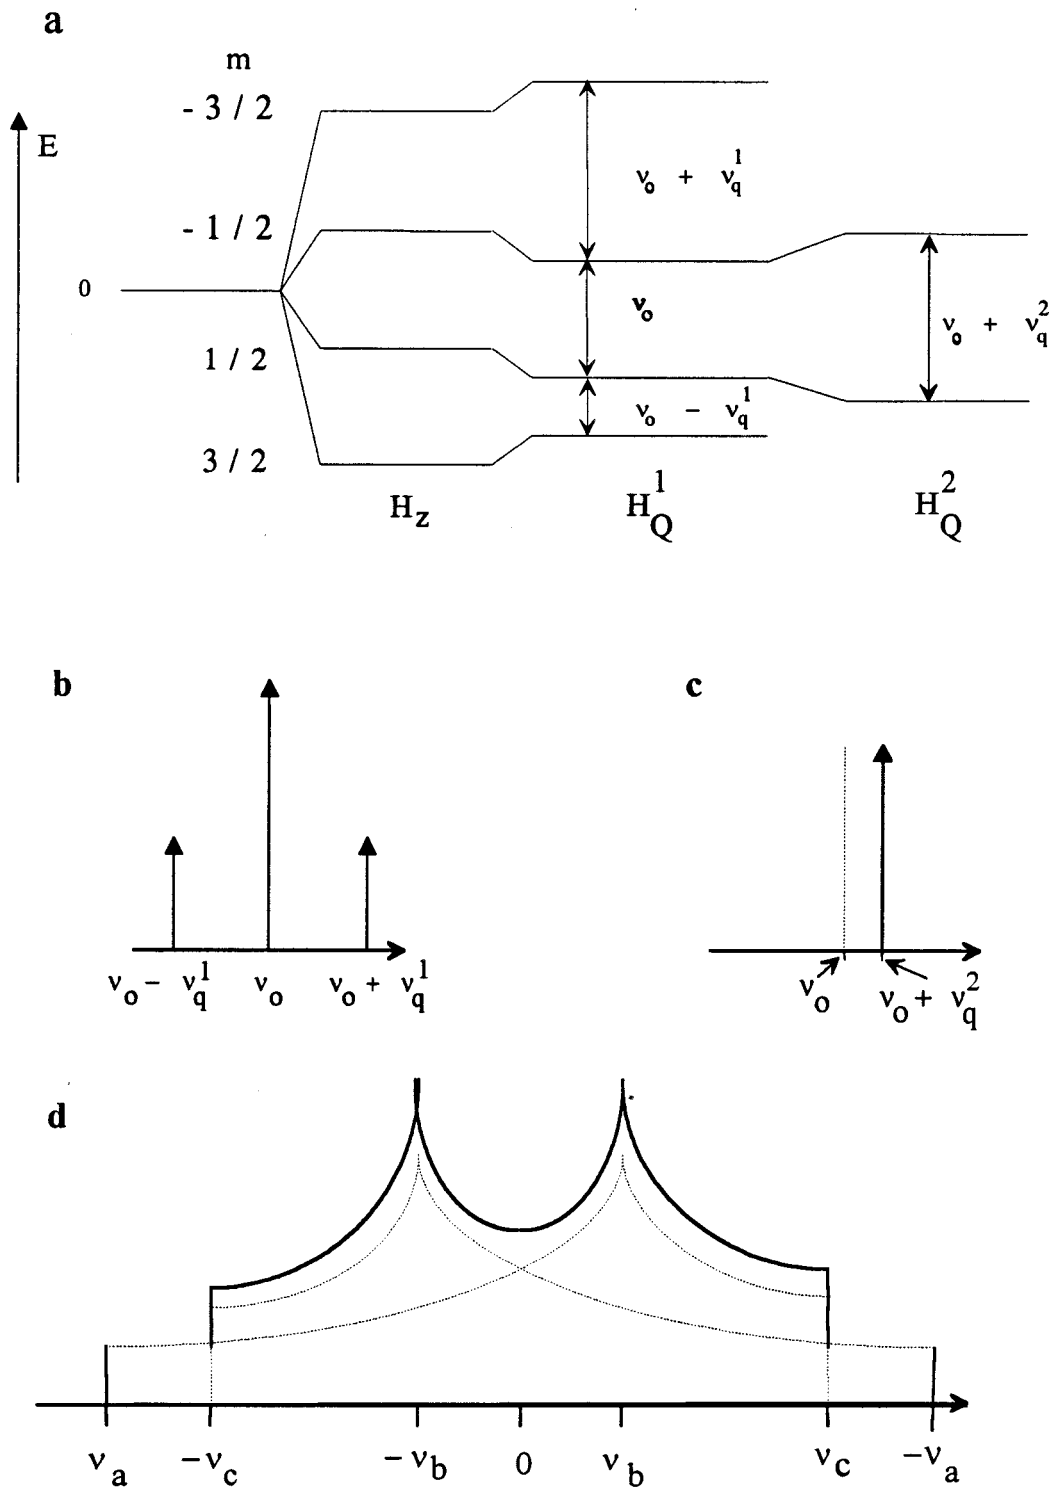 a
m
- 3 / 2
E
ν₀ + ν_q^1
- 1 / 2
0
ν₀
ν₀ + ν_q^2
1 / 2
ν₀ - ν_q^1
3 / 2
H_z H_Q^1 H_Q^2
b c
ν₀ - ν_q^1 ν₀ ν₀ + ν_q^1 ν₀ ν₀ + ν_q^2
d
ν_a -ν_c -ν_b 0 ν_b ν_c -ν_a